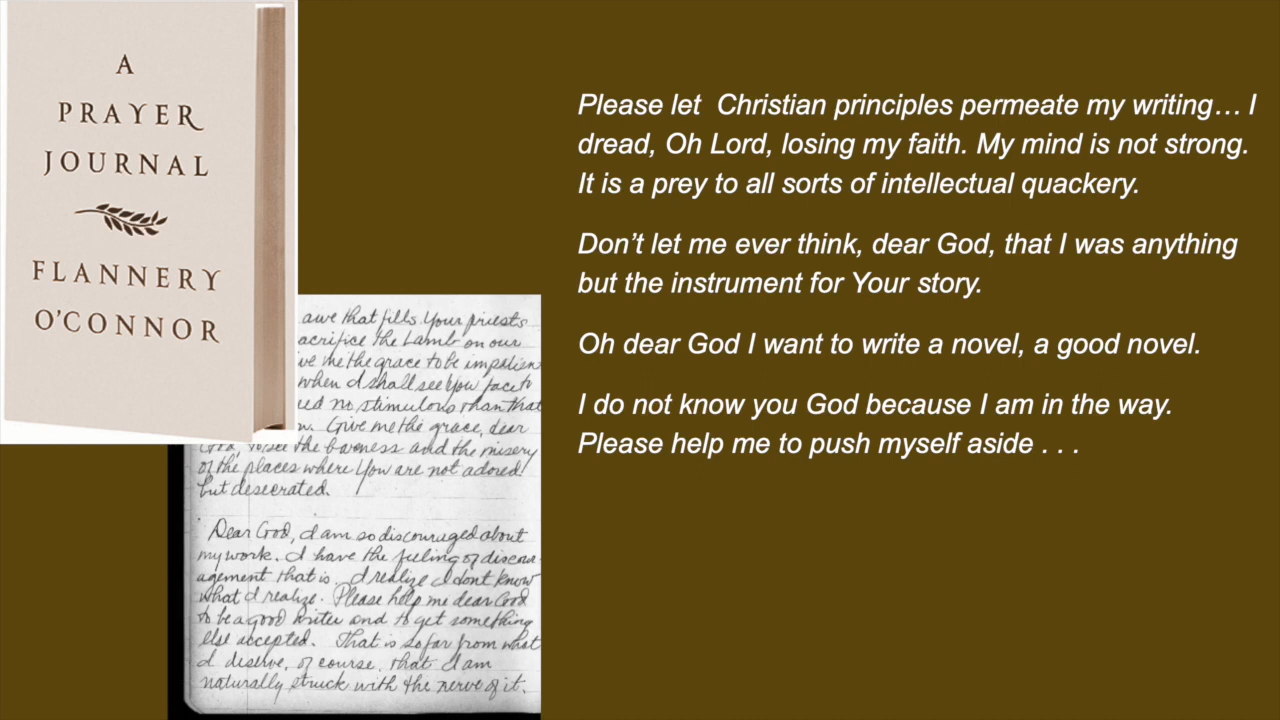 A
PRAYER
JOURNAL
FLANNERY
O'CONNOR
Please let Christian principles permeate my writing… I
dread, Oh Lord, losing my faith. My mind is not strong.
It is a prey to all sorts of intellectual quackery.
Don’t let me ever think, dear God, that I was anything
but the instrument for Your story.
Oh dear God I want to write a novel, a good novel.
I do not know you God because I am in the way.
Please help me to push myself aside . . .
awe that fills Your priests
acrifice the Lamb on our
ve me the grace to be impatien
when I shall see You face to
ed no stimulous than that
Give me the grace, dear
God, to see the bareness and the misery
of the places where You are not adored
but desecrated.
Dear God, I am so discouraged about
my work. I have the feeling of discour-
agement that is. I realize I dont know
what I realize. Please help me dear God
to be a good writer and to get something
else accepted. That is so far from what
I deserve, of course, that I am
naturally struck with the nerve of it.